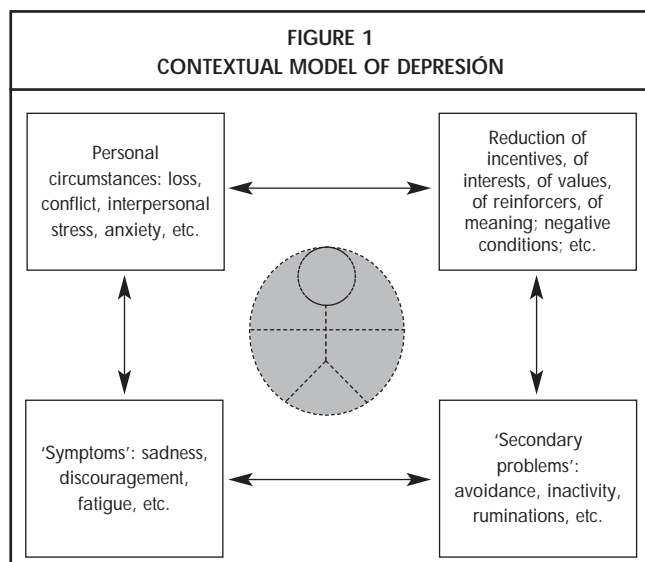 FIGURE 1
CONTEXTUAL MODEL OF DEPRESIÓN
Personal
circumstances: loss,
conflict, interpersonal
stress, anxiety, etc.
Reduction of
incentives, of
interests, of values,
of reinforcers, of
meaning; negative
conditions; etc.
'Symptoms': sadness,
discouragement,
fatigue, etc.
'Secondary
problems':
avoidance, inactivity,
ruminations, etc.